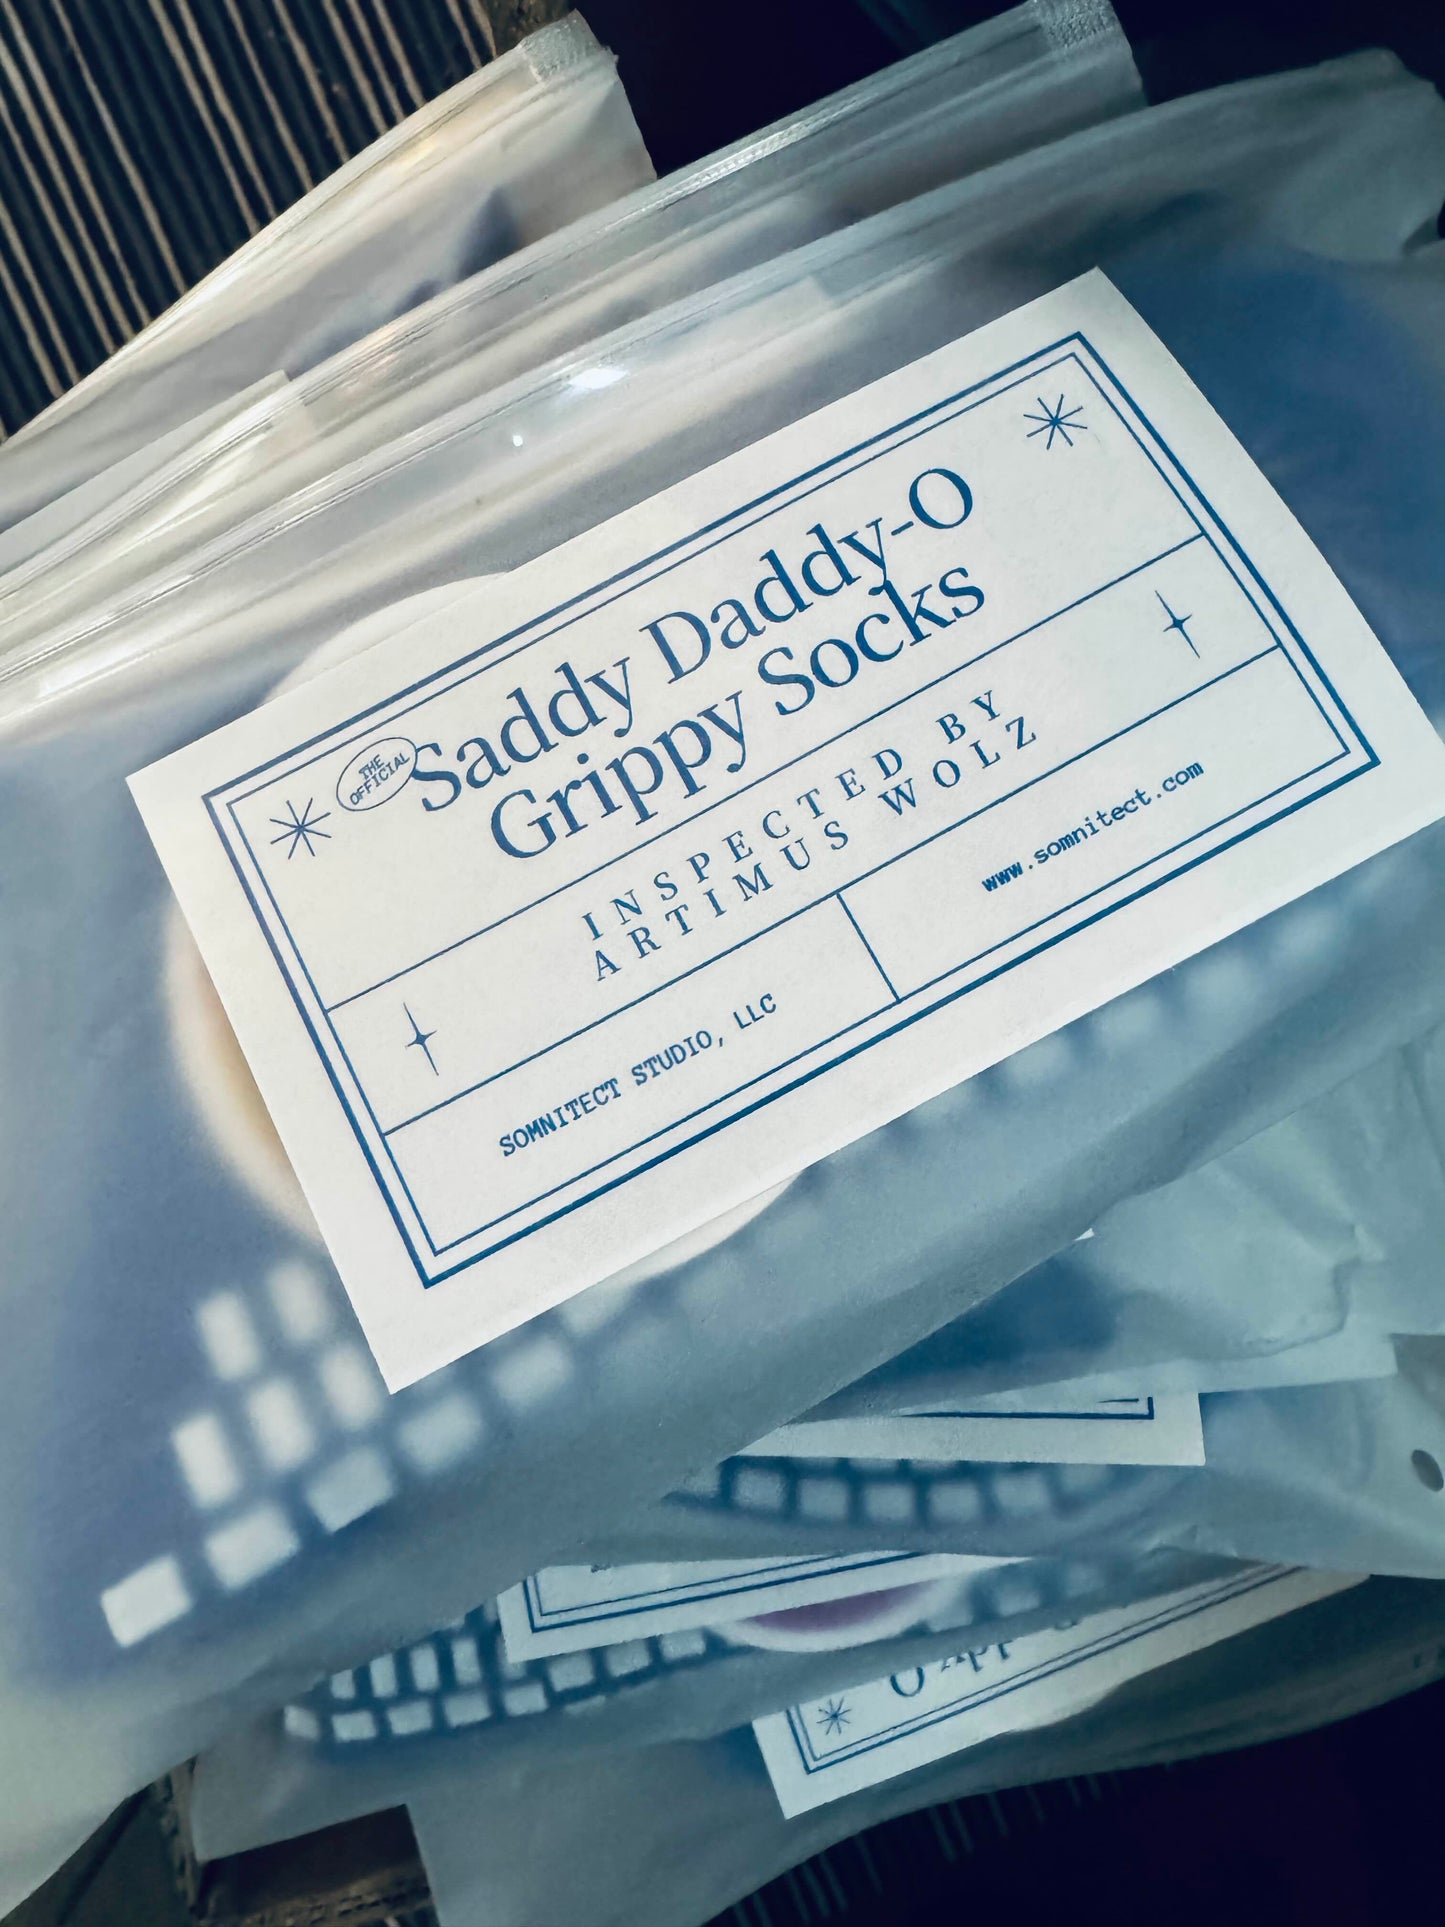 THE
OFFICIAL
Saddy Daddy-O
Grippy Socks
INSPECTED BY
ARTIMUS WOLZ
SOMNITECT STUDIO, LLC
www.somnitect.com